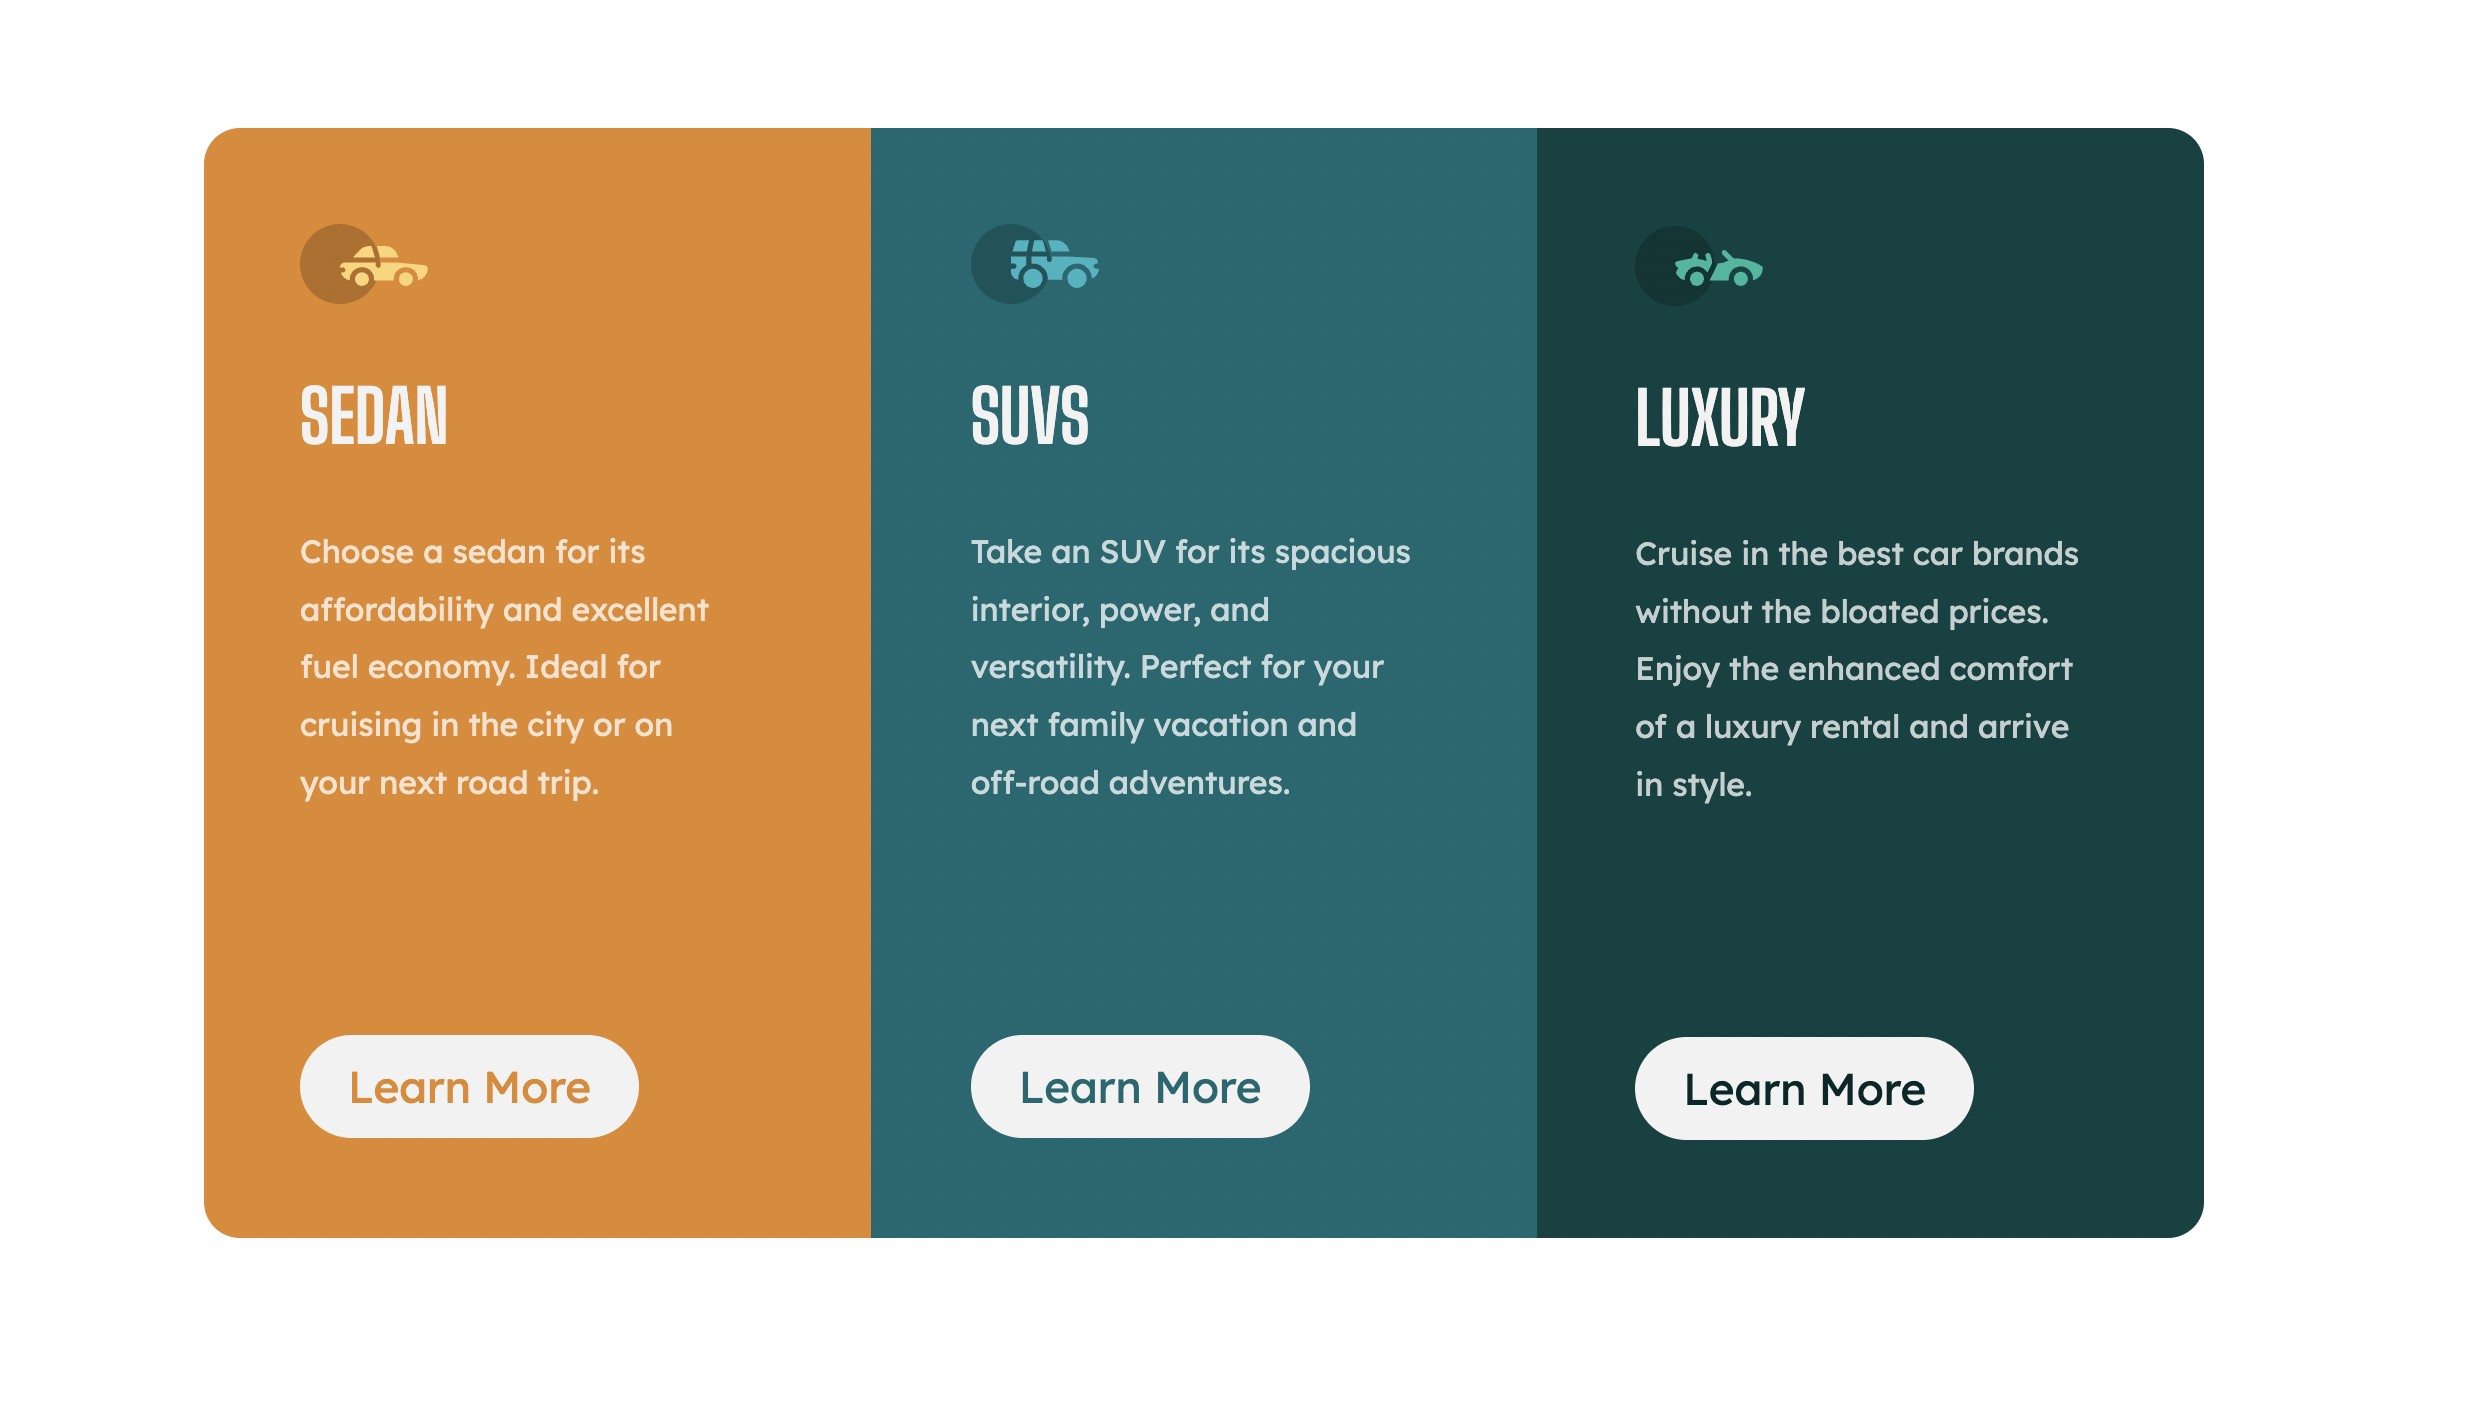 SEDAN
Choose a sedan for its
affordability and excellent
fuel economy. Ideal for
cruising in the city or on
your next road trip.
Learn More
SUVS
Take an SUV for its spacious
interior, power, and
versatility. Perfect for your
next family vacation and
off-road adventures.
Learn More
LUXURY
Cruise in the best car brands
without the bloated prices.
Enjoy the enhanced comfort
of a luxury rental and arrive
in style.
Learn More